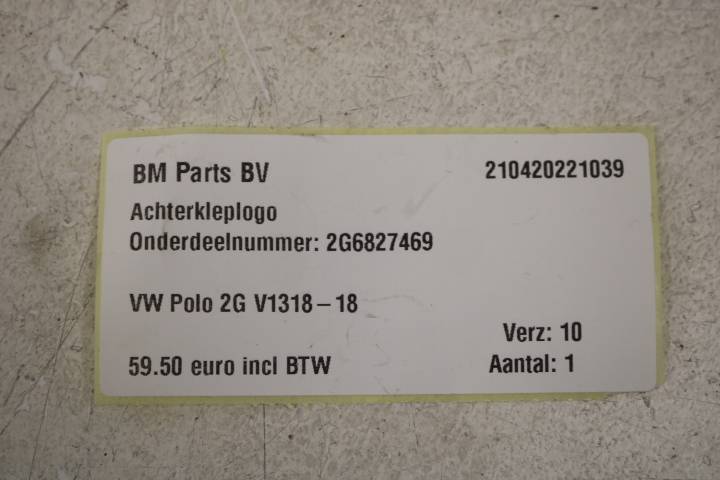 BM Parts BV 210420221039
Achterkleplogo
Onderdeelnummer: 2G6827469
VW Polo 2G V1318-18
Verz: 10
59.50 euro incl BTW Aantal: 1